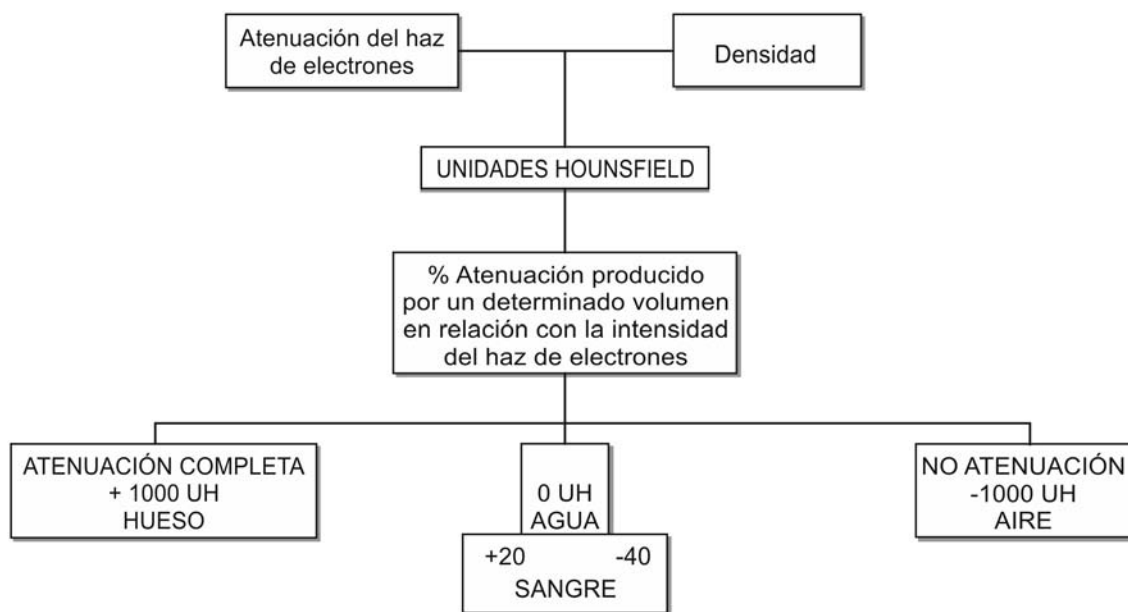 Atenuación del haz
de electrones
Densidad
UNIDADES HOUNSFIELD
% Atenuación producido
por un determinado volumen
en relación con la intensidad
del haz de electrones
ATENUACIÓN COMPLETA
+ 1000 UH
HUESO
0 UH
AGUA
+20 -40
SANGRE
NO ATENUACIÓN
-1000 UH
AIRE